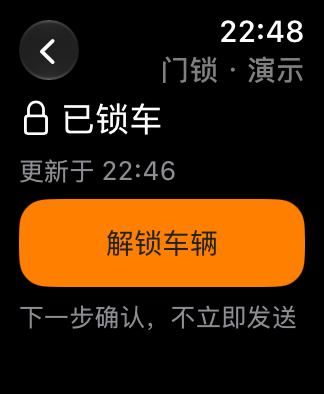 22:48
门锁 · 演示
已锁车
更新于 22:46
解锁车辆
下一步确认，不立即发送